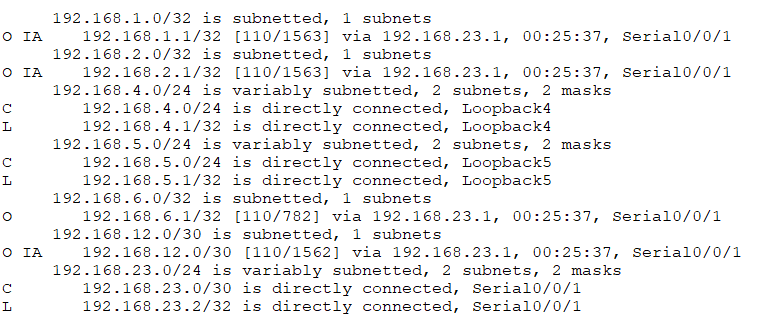 192.168.1.0/32 is subnetted, 1 subnets
O IA 192.168.1.1/32 [110/1563] via 192.168.23.1, 00:25:37, Serial0/0/1
192.168.2.0/32 is subnetted, 1 subnets
O IA 192.168.2.1/32 [110/1563] via 192.168.23.1, 00:25:37, Serial0/0/1
192.168.4.0/24 is variably subnetted, 2 subnets, 2 masks
C 192.168.4.0/24 is directly connected, Loopback4
L 192.168.4.1/32 is directly connected, Loopback4
192.168.5.0/24 is variably subnetted, 2 subnets, 2 masks
C 192.168.5.0/24 is directly connected, Loopback5
L 192.168.5.1/32 is directly connected, Loopback5
192.168.6.0/32 is subnetted, 1 subnets
O 192.168.6.1/32 [110/782] via 192.168.23.1, 00:25:37, Serial0/0/1
192.168.12.0/30 is subnetted, 1 subnets
O IA 192.168.12.0/30 [110/1562] via 192.168.23.1, 00:25:37, Serial0/0/1
192.168.23.0/24 is variably subnetted, 2 subnets, 2 masks
C 192.168.23.0/30 is directly connected, Serial0/0/1
L 192.168.23.2/32 is directly connected, Serial0/0/1